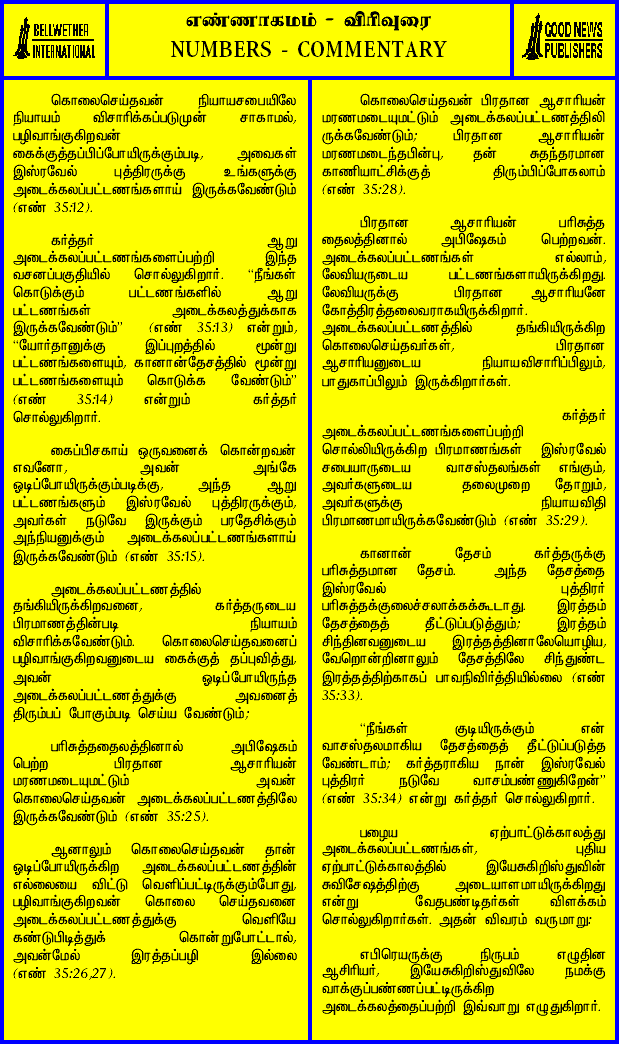 BELLWETHER
INTERNATIONAL
எண்ணாகமம் - விரிவுரை
NUMBERS - COMMENTARY
GOOD NEWS
PUBLISHERS
கொலைசெய்தவன் நியாயசபையிலே
நியாயம் விசாரிக்கப்படுமுன் சாகாமல்,
பழிவாங்குகிறவன்
கைக்குத்தப்பிப்போயிருக்கும்படி, அவைகள்
இஸ்ரவேல் புத்திரருக்கு உங்களுக்கு
அடைக்கலப்பட்டணங்களாய் இருக்கவேண்டும்
(எண் 35:12).
கர்த்தர் ஆறு
அடைக்கலப்பட்டணங்களைப்பற்றி இந்த
வசனப்பகுதியில் சொல்லுகிறார். “நீங்கள்
கொடுக்கும் பட்டணங்களில் ஆறு
பட்டணங்கள் அடைக்கலத்துக்காக
இருக்கவேண்டும்” (எண் 35:13) என்றும்,
“யோர்தானுக்கு இப்புறத்தில் மூன்று
பட்டணங்களையும், கானான்தேசத்தில் மூன்று
பட்டணங்களையும் கொடுக்க வேண்டும்”
(எண் 35:14) என்றும் கர்த்தர்
சொல்லுகிறார்.
கைப்பிசகாய் ஒருவனைக் கொன்றவன்
எவனோ, அவன் அங்கே
ஓடிப்போயிருக்கும்படிக்கு, அந்த ஆறு
பட்டணங்களும் இஸ்ரவேல் புத்திரருக்கும்,
அவர்கள் நடுவே இருக்கும் பரதேசிக்கும்
அந்நியனுக்கும் அடைக்கலப்பட்டணங்களாய்
இருக்கவேண்டும் (எண் 35:15).
அடைக்கலப்பட்டணத்தில்
தங்கியிருக்கிறவனை, கர்த்தருடைய
பிரமாணத்தின்படி நியாயம்
விசாரிக்கவேண்டும். கொலைசெய்தவனைப்
பழிவாங்குகிறவனுடைய கைக்குத் தப்புவித்து,
அவன் ஓடிப்போயிருந்த
அடைக்கலப்பட்டணத்துக்கு அவனைத்
திரும்பப் போகும்படி செய்ய வேண்டும்;
பரிசுத்ததைலத்தினால் அபிஷேகம்
பெற்ற பிரதான ஆசாரியன்
மரணமடையுமட்டும் அவன்
கொலைசெய்தவன் அடைக்கலப்பட்டணத்திலே
இருக்கவேண்டும் (எண் 35:25).
ஆனாலும் கொலைசெய்தவன் தான்
ஓடிப்போயிருக்கிற அடைக்கலப்பட்டணத்தின்
எல்லையை விட்டு வெளிப்பட்டிருக்கும்போது,
பழிவாங்குகிறவன் கொலை செய்தவனை
அடைக்கலப்பட்டணத்துக்கு வெளியே
கண்டுபிடித்துக் கொன்றுபோட்டால்,
அவன்மேல் இரத்தப்பழி இல்லை
(எண் 35:26,27).
கொலைசெய்தவன் பிரதான ஆசாரியன்
மரணமடையுமட்டும் அடைக்கலப்பட்டணத்திலி
ருக்கவேண்டும்; பிரதான ஆசாரியன்
மரணமடைந்தபின்பு, தன் சுதந்தரமான
காணியாட்சிக்குத் திரும்பிப்போகலாம்
(எண் 35:28).
பிரதான ஆசாரியன் பரிசுத்த
தைலத்தினால் அபிஷேகம் பெற்றவன்.
அடைக்கலப்பட்டணங்கள் எல்லாம்,
லேவியருடைய பட்டணங்களாயிருக்கிறது.
லேவியருக்கு பிரதான ஆசாரியனே
கோத்திரத்தலைவராகயிருக்கிறார்.
அடைக்கலப்பட்டணத்தில் தங்கியிருக்கிற
கொலைசெய்தவர்கள், பிரதான
ஆசாரியனுடைய நியாயவிசாரிப்பிலும்,
பாதுகாப்பிலும் இருக்கிறார்கள்.
கர்த்தர்
அடைக்கலப்பட்டணங்களைப்பற்றி
சொல்லியிருக்கிற பிரமாணங்கள் இஸ்ரவேல்
சபையாருடைய வாசஸ்தலங்கள் எங்கும்,
அவர்களுடைய தலைமுறை தோறும்,
அவர்களுக்கு நியாயவிதி
பிரமாணமாயிருக்கவேண்டும் (எண் 35:29).
கானான் தேசம் கர்த்தருக்கு
பரிசுத்தமான தேசம். அந்த தேசத்தை
இஸ்ரவேல் புத்திரர்
பரிசுத்தக்குலைச்சலாக்கக்கூடாது. இரத்தம்
தேசத்தைத் தீட்டுப்படுத்தும்; இரத்தம்
சிந்தினவனுடைய இரத்தத்தினாலேயொழிய,
வேறொன்றினாலும் தேசத்திலே சிந்துண்ட
இரத்தத்திற்காகப் பாவநிவிர்த்தியில்லை (எண்
35:33).
“நீங்கள் குடியிருக்கும் என்
வாசஸ்தலமாகிய தேசத்தைத் தீட்டுப்படுத்த
வேண்டாம்; கர்த்தராகிய நான் இஸ்ரவேல்
புத்திரர் நடுவே வாசம்பண்ணுகிறேன்”
(எண் 35:34) என்று கர்த்தர் சொல்லுகிறார்.
பழைய ஏற்பாட்டுக்காலத்து
அடைக்கலப்பட்டணங்கள், புதிய
ஏற்பாட்டுக்காலத்தில் இயேசுகிறிஸ்துவின்
சுவிசேஷத்திற்கு அடையாளமாயிருக்கிறது
என்று வேதபண்டிதர்கள் விளக்கம்
சொல்லுகிறார்கள். அதன் விவரம் வருமாறு:
எபிரெயருக்கு நிருபம் எழுதின
ஆசிரியர், இயேசுகிறிஸ்துவிலே நமக்கு
வாக்குப்பண்ணப்பட்டிருக்கிற
அடைக்கலத்தைப்பற்றி இவ்வாறு எழுதுகிறார்.